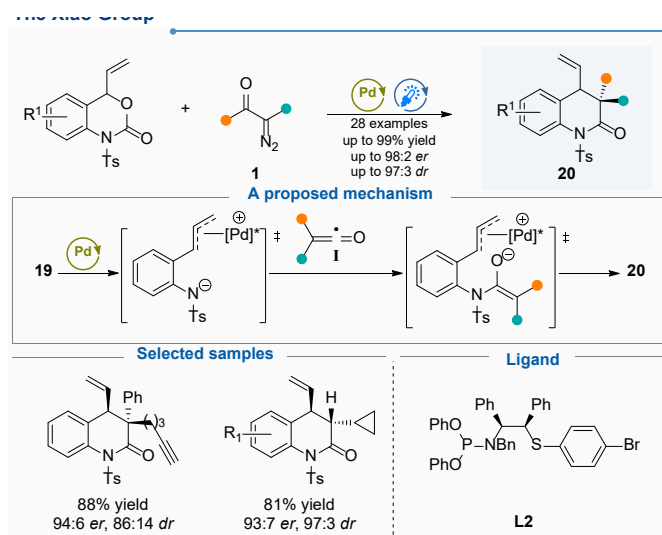 The Xiao Group
R1
O
N
O
Ts
+
O
N2
1
Pd
28 examples
up to 99% yield
up to 98:2 er
up to 97:3 dr
R1
N
O
Ts
20
A proposed mechanism
19
Pd
⊕
[Pd]*
N⊖
Ts
‡
•
O
I
⊕
[Pd]*
O⊖
N
Ts
‡
20
Selected samples
Ligand
Ph
( )3
N
O
Ts
88% yield
94:6 er, 86:14 dr
H
R1
N
O
Ts
81% yield
93:7 er, 97:3 dr
Ph
Ph
PhO
P
NBn
S
Br
PhO
L2